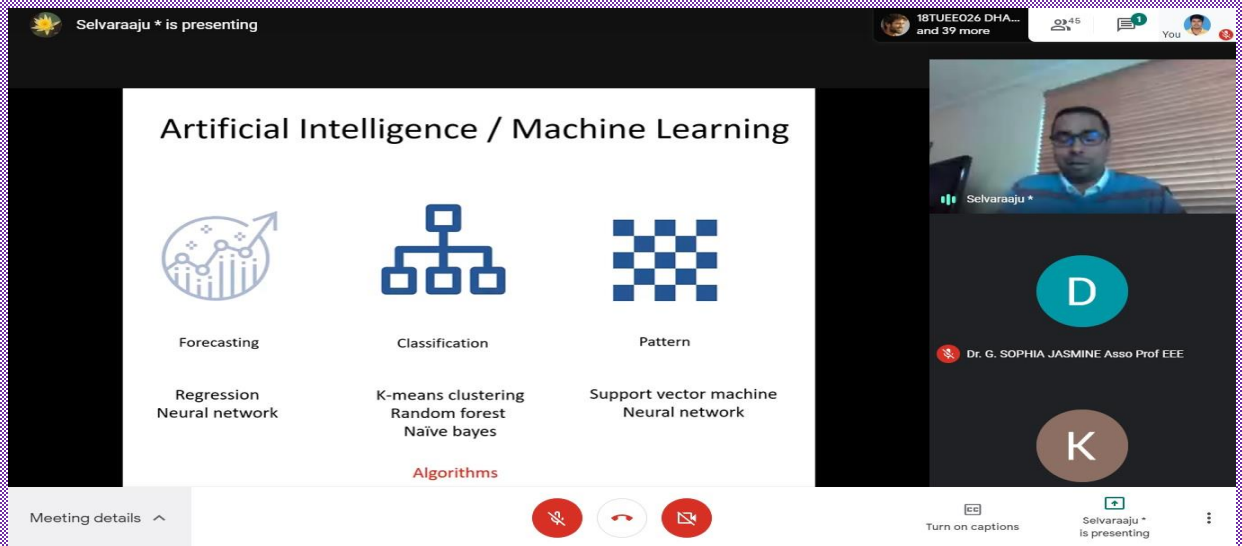 Selvaraaju * is presenting
18TUEE026 DHA...
and 39 more
45
1
You
Artificial Intelligence / Machine Learning
Forecasting
Classification
Pattern
Regression
Neural network
K-means clustering
Random forest
Naïve bayes
Support vector machine
Neural network
Algorithms
Selvaraaju *
D
Dr. G. SOPHIA JASMINE Asso Prof EEE
K
Meeting details
CC
Turn on captions
Selvaraaju *
is presenting